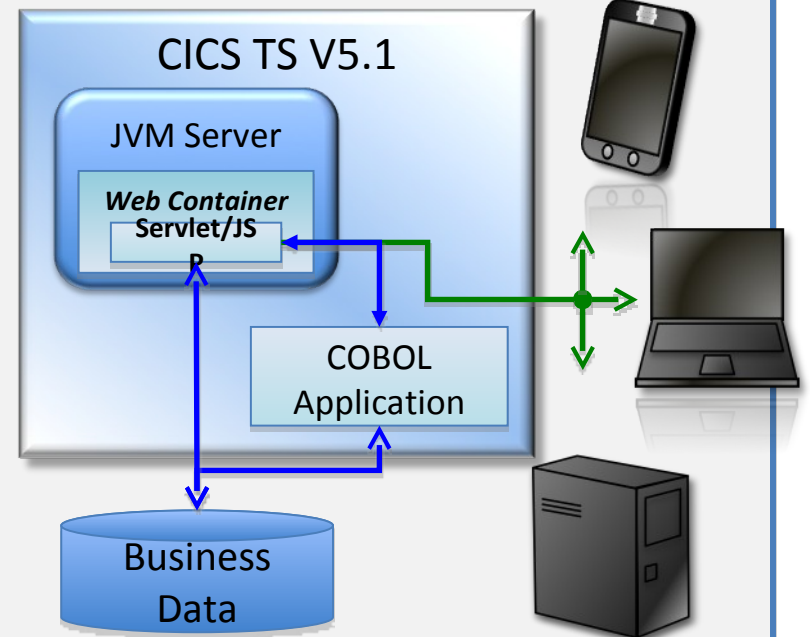 CICS TS V5.1
JVM Server
Web Container
Servlet/JS
P
COBOL
Application
Business
Data